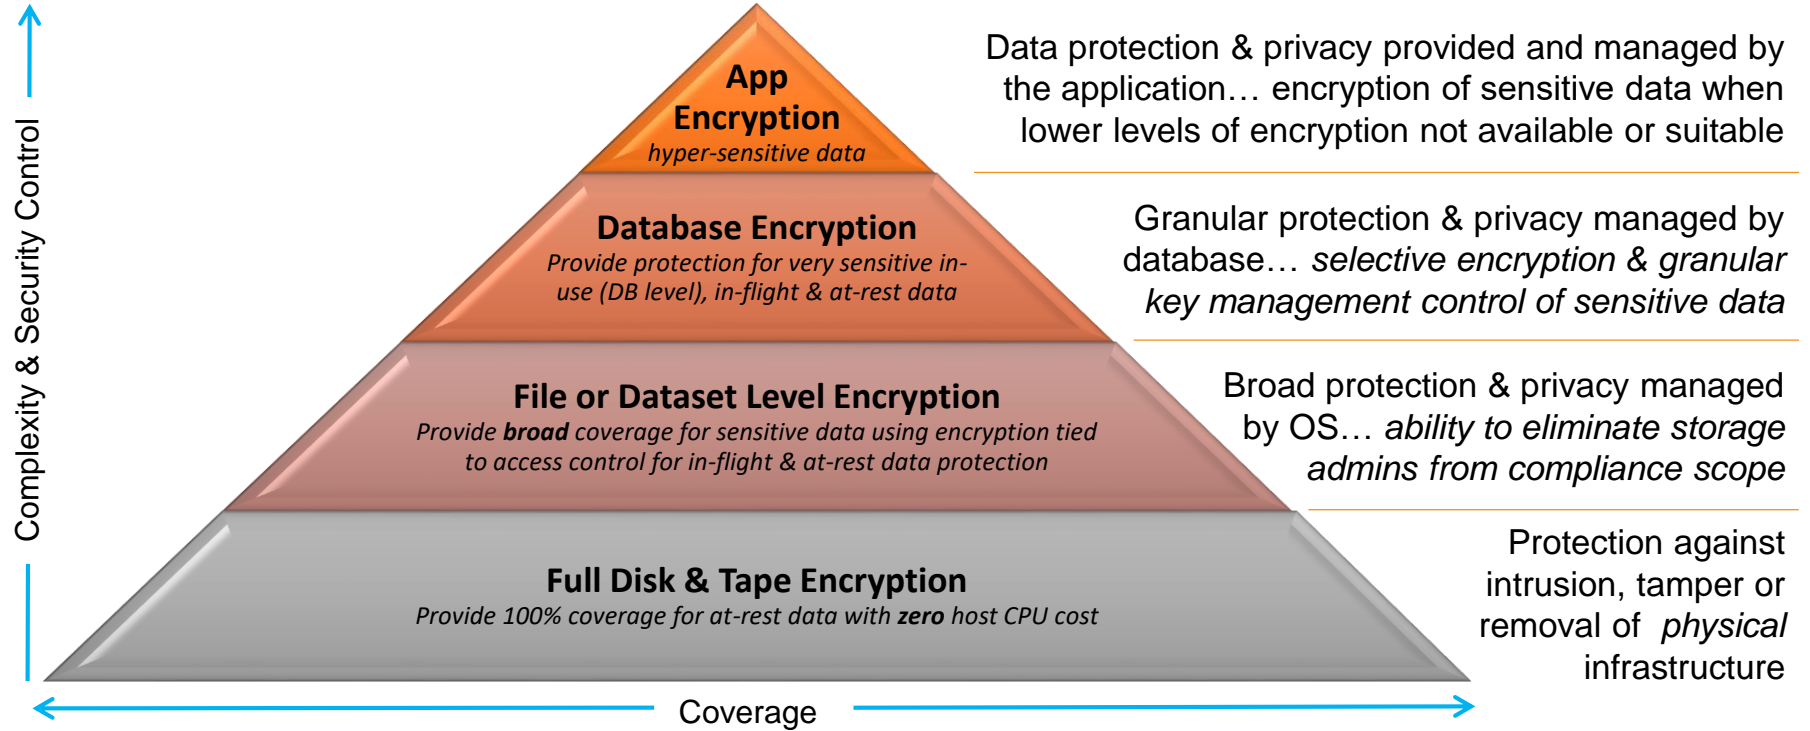 Complexity & Security Control
App
Encryption
hyper-sensitive data
Data protection & privacy provided and managed by
the application… encryption of sensitive data when
lower levels of encryption not available or suitable
Database Encryption
Provide protection for very sensitive in-
use (DB level), in-flight & at-rest data
Granular protection & privacy managed by
database… selective encryption & granular
key management control of sensitive data
File or Dataset Level Encryption
Provide broad coverage for sensitive data using encryption tied
to access control for in-flight & at-rest data protection
Broad protection & privacy managed
by OS… ability to eliminate storage
admins from compliance scope
Full Disk & Tape Encryption
Provide 100% coverage for at-rest data with zero host CPU cost
Protection against
intrusion, tamper or
removal of physical
infrastructure
Coverage